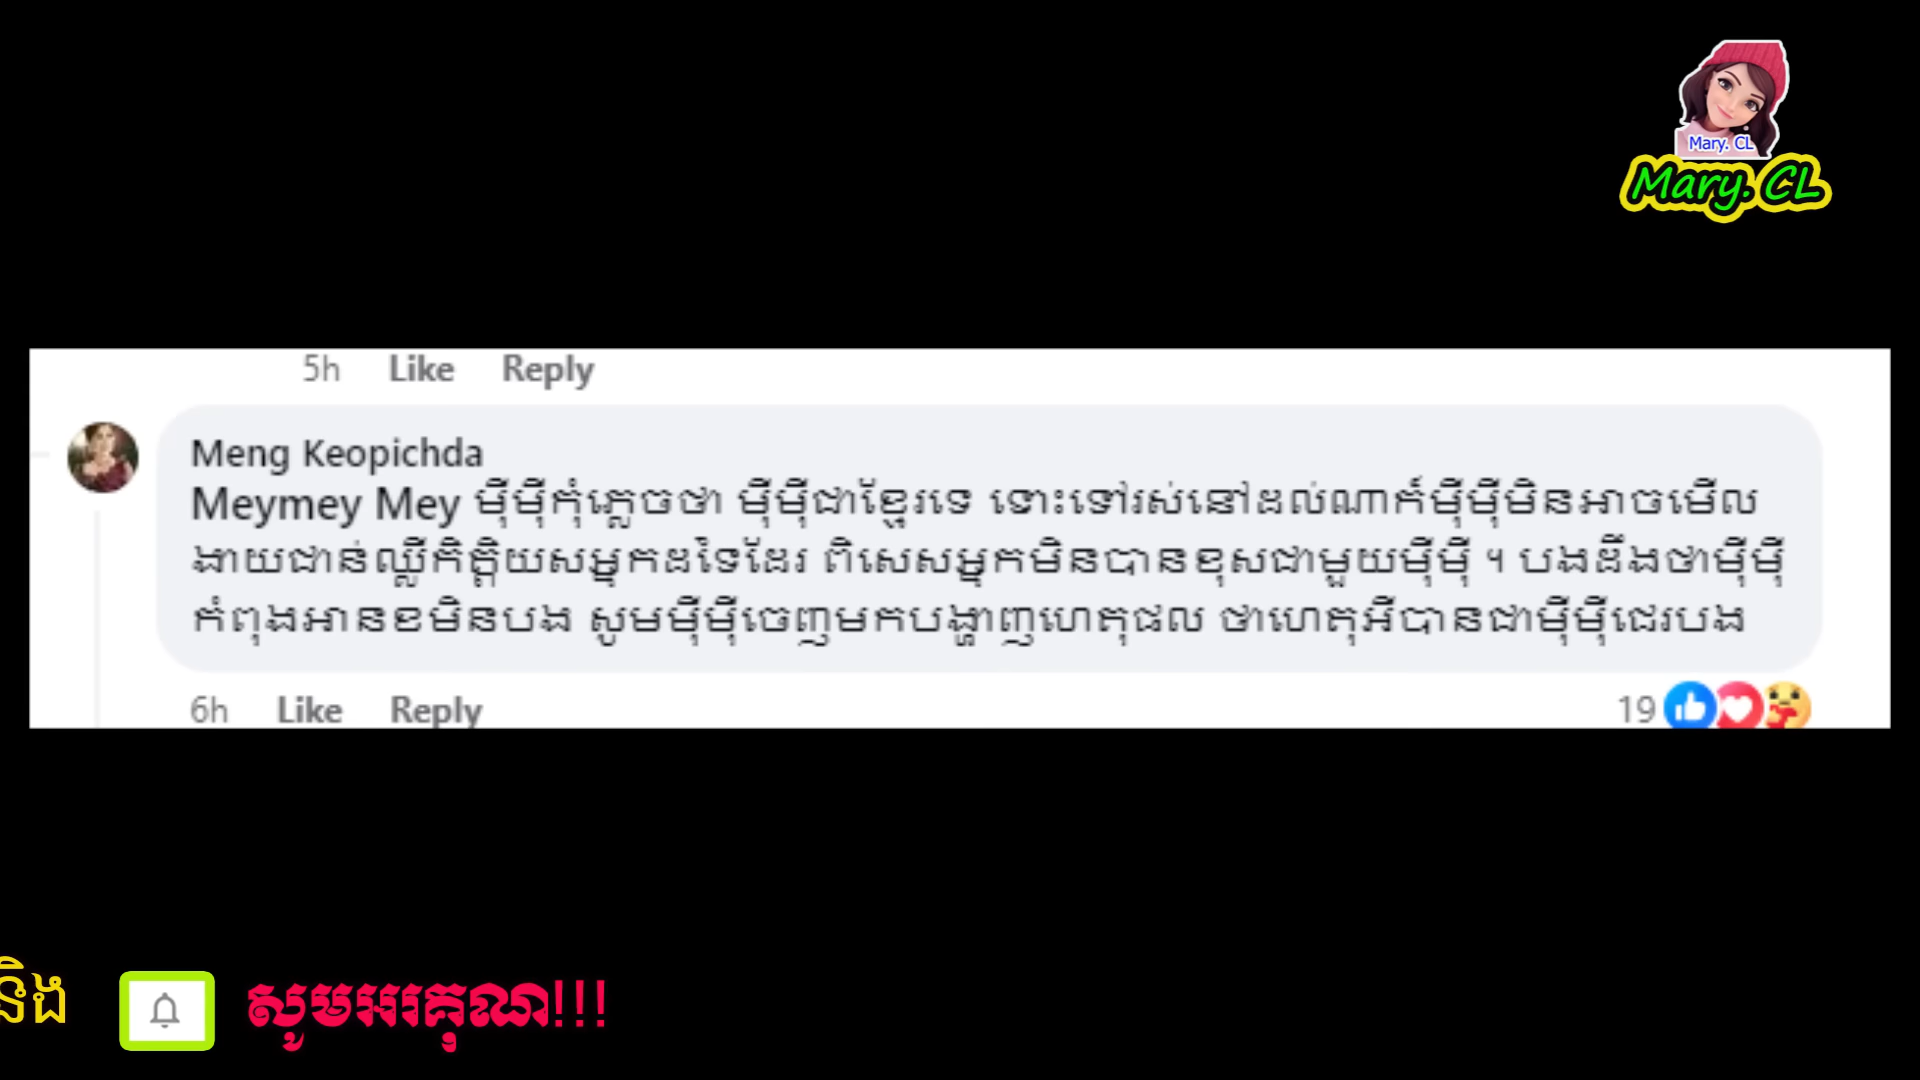 Mary. CL
Mary. CL
5h Like Reply
Meng Keopichda
Meymey Mey ម៉ីម៉ីកុំភ្លេចថា ម៉ីម៉ីជាខ្មែរទេ ទោះទៅរស់នៅដល់ណាក៏ម៉ីម៉ីមិនអាចមើល
ងាយជាន់ឈ្លីកិត្តិយសអ្នកដទៃដែរ ពិសេសអ្នកមិនបានខុសជាមួយម៉ីម៉ី ។ បងដឹងថាម៉ីម៉ី
កំពុងអានខមិនបង សូមម៉ីម៉ីចេញមកបង្ហាញហេតុផល ថាហេតុអីបានជាម៉ីម៉ីជេរបង
6h Like Reply 19
និង សូមអរគុណ!!!